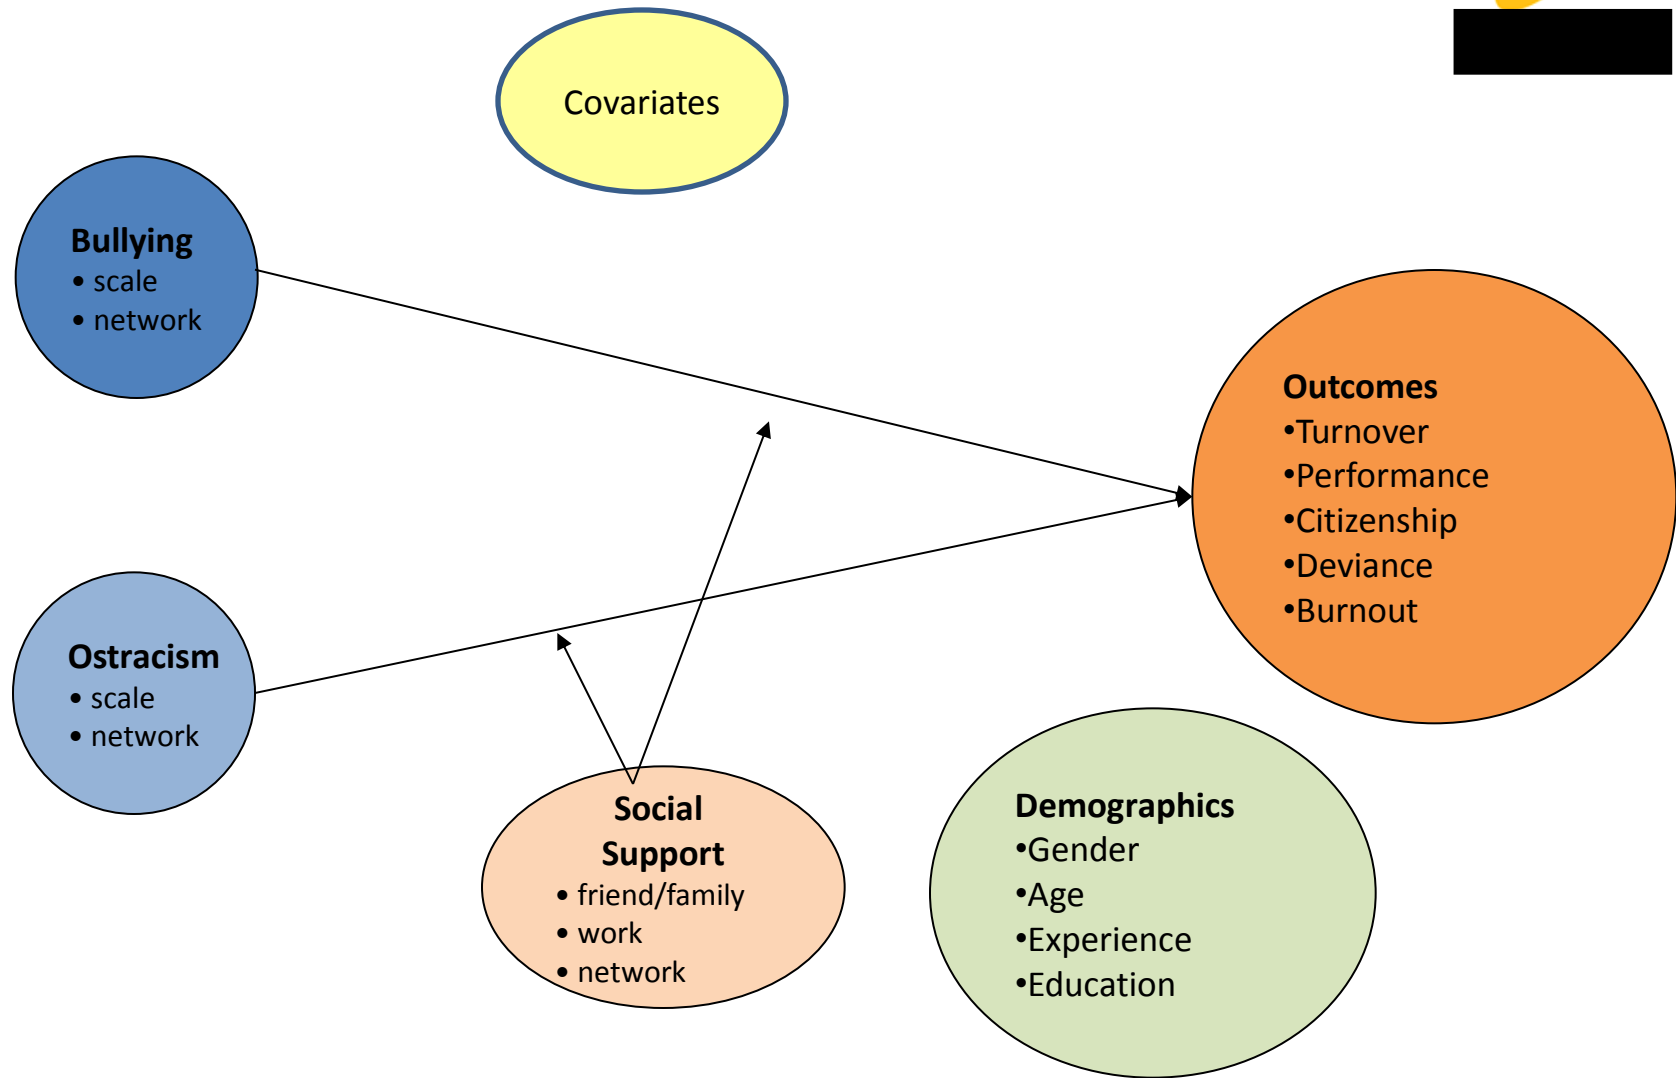 Covariates
Bullying
• scale
• network
Outcomes
•Turnover
•Performance
•Citizenship
•Deviance
•Burnout
Ostracism
• scale
• network
Social
Support
• friend/family
• work
• network
Demographics
•Gender
•Age
•Experience
•Education